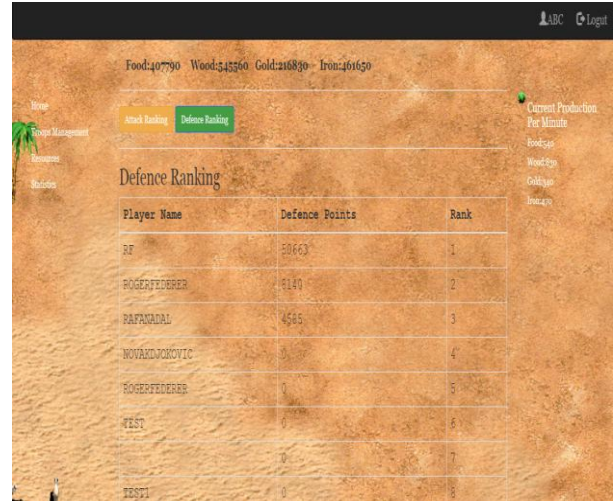 ABC Logut
Food:407790 Wood:545560 Gold:216830 Iron:461650
Home
Troops Management
Resources
Statistics
Attack Ranking Defence Ranking
Current Production
Per Minute
Food:540
Wood:830
Gold:340
Iron:470
Defence Ranking
Player Name Defence Points Rank
RF 50663 1
ROGERFEDERER 8140 2
RAFANADAL 4585 3
NOVAKDJOKOVIC 0 4
ROGERFEDERER 0 5
TEST 0 6
0 7
TEST1 0 8